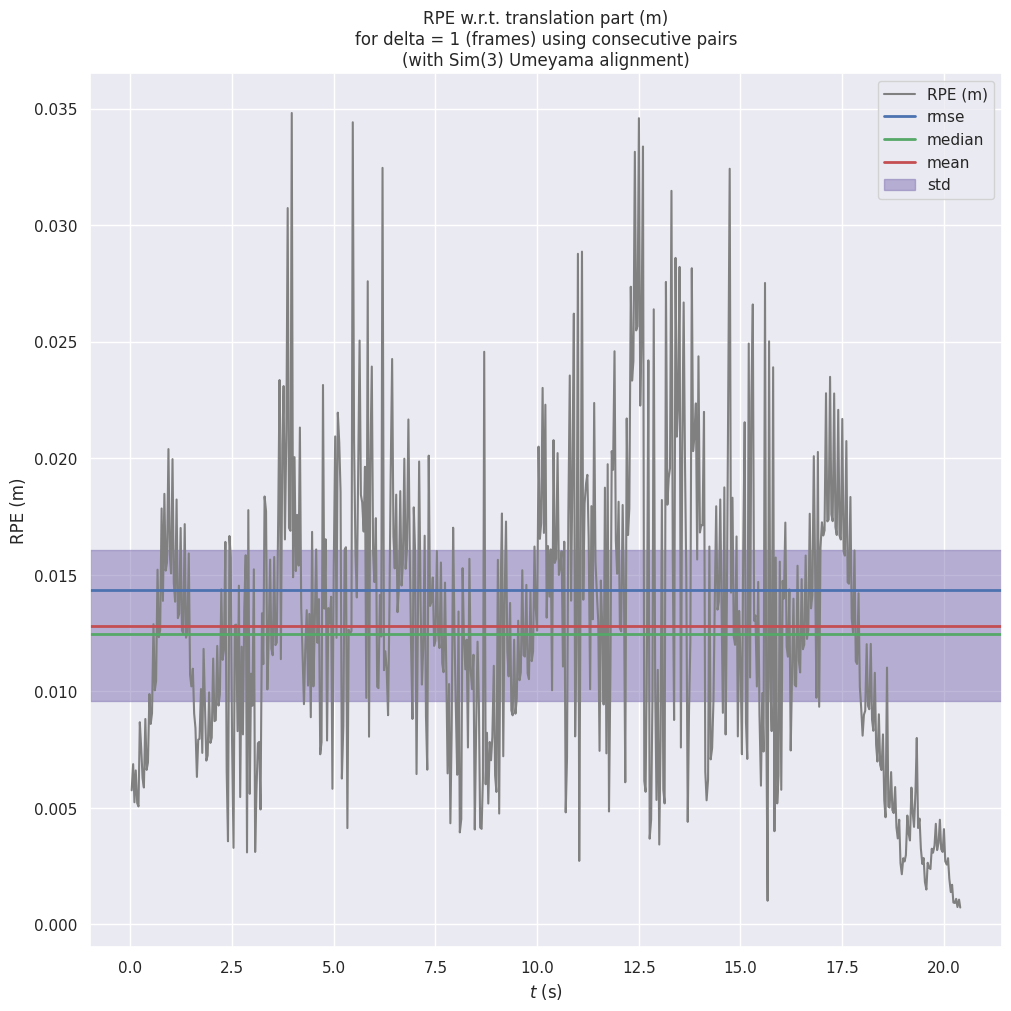 RPE w.r.t. translation part (m)
for delta = 1 (frames) using consecutive pairs
(with Sim(3) Umeyama alignment)
RPE (m)
rmse
median
mean
std
0.035
0.030
0.025
0.020
0.015
0.010
0.005
0.000
RPE (m)
0.0
2.5
5.0
7.5
10.0
12.5
15.0
17.5
20.0
t (s)